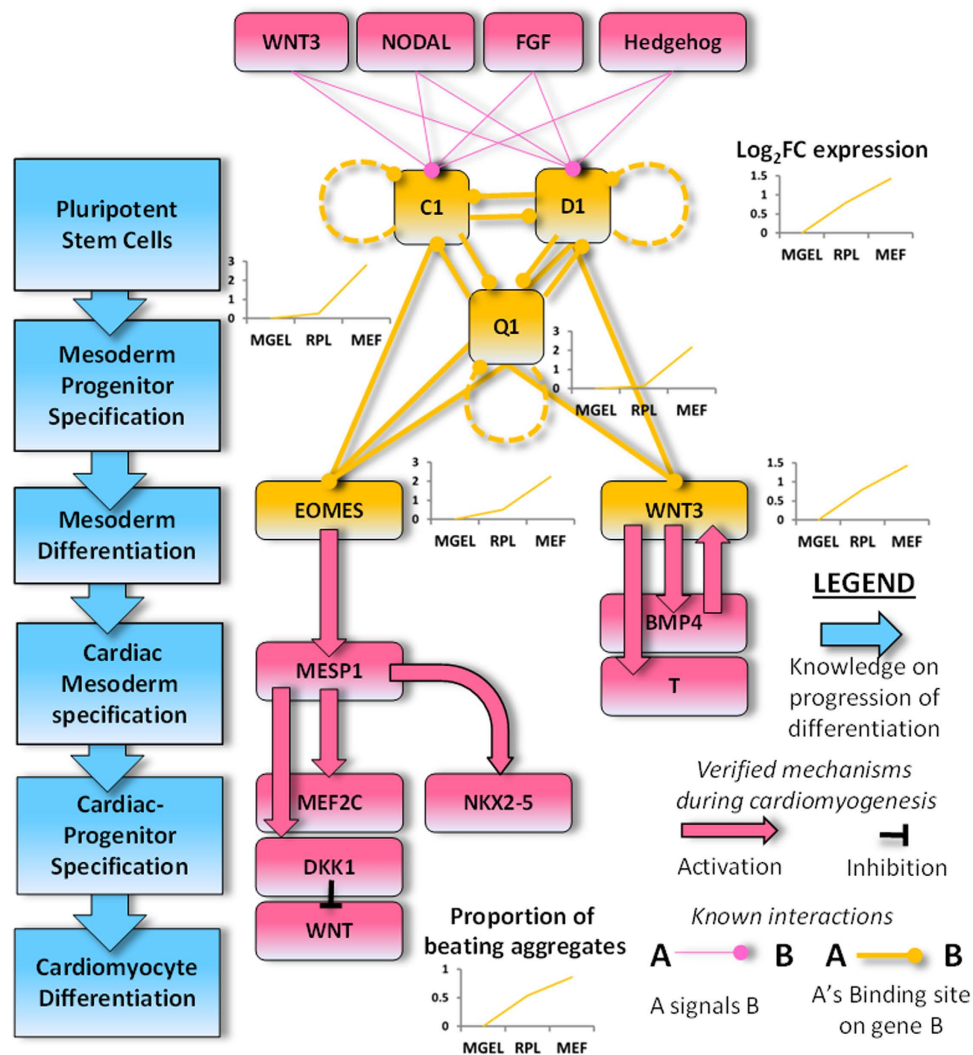 WNT3
NODAL
FGF
Hedgehog
Log₂FC expression
1.5
1
0.5
0
MGEL RPL MEF
C1
D1
Q1
Pluripotent
Stem Cells
3
2
1
0
MGEL RPL MEF
3
2
1
0
MGEL RPL MEF
Mesoderm
Progenitor
Specification
EOMES
3
2
1
0
MGEL RPL MEF
WNT3
1.5
1
0.5
0
MGEL RPL MEF
Mesoderm
Differentiation
BMP4
T
Cardiac
Mesoderm
specification
MESP1
MEF2C
NKX2-5
DKK1
WNT
Cardiac-
Progenitor
Specification
Cardiomyocyte
Differentiation
Proportion of
beating aggregates
1
0.5
0
MGEL RPL MEF
LEGEND
Knowledge on
progression of
differentiation
Verified mechanisms
during cardiomyogenesis
Activation
Inhibition
Known interactions
A B
A signals B
A B
A's Binding site
on gene B